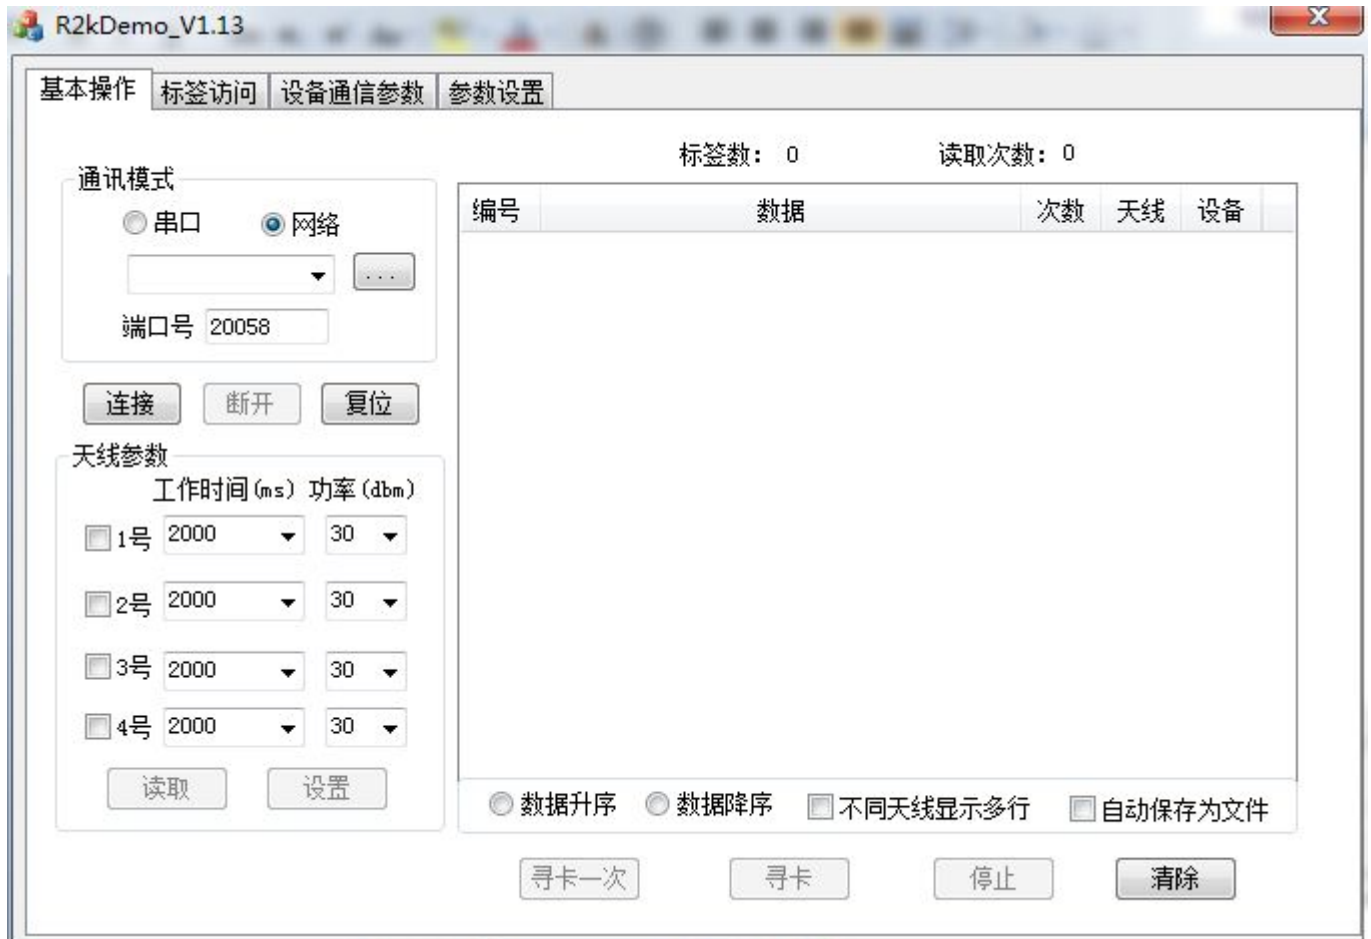 R2kDemo_V1.13
基本操作 标签访问 设备通信参数 参数设置
标签数: 0 读取次数: 0
通讯模式
串口 网络
...
端口号 20058
连接 断开 复位
编号 数据 次数 天线 设备
天线参数
工作时间(ms) 功率(dbm)
1号 2000 30
2号 2000 30
3号 2000 30
4号 2000 30
读取 设置
数据升序 数据降序 不同天线显示多行 自动保存为文件
寻卡一次 寻卡 停止 清除